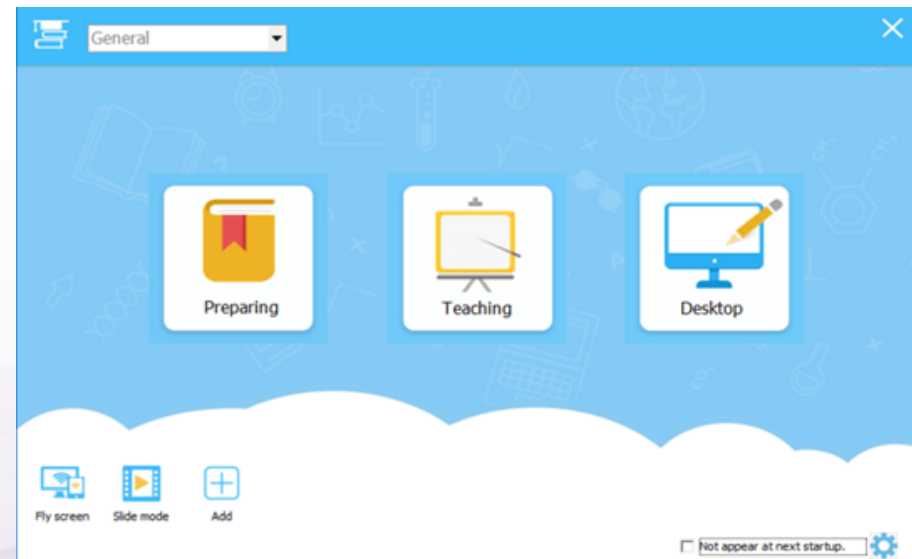 General
Preparing
Teaching
Desktop
Fly screen
Slide mode
Add
Not appear at next startup.